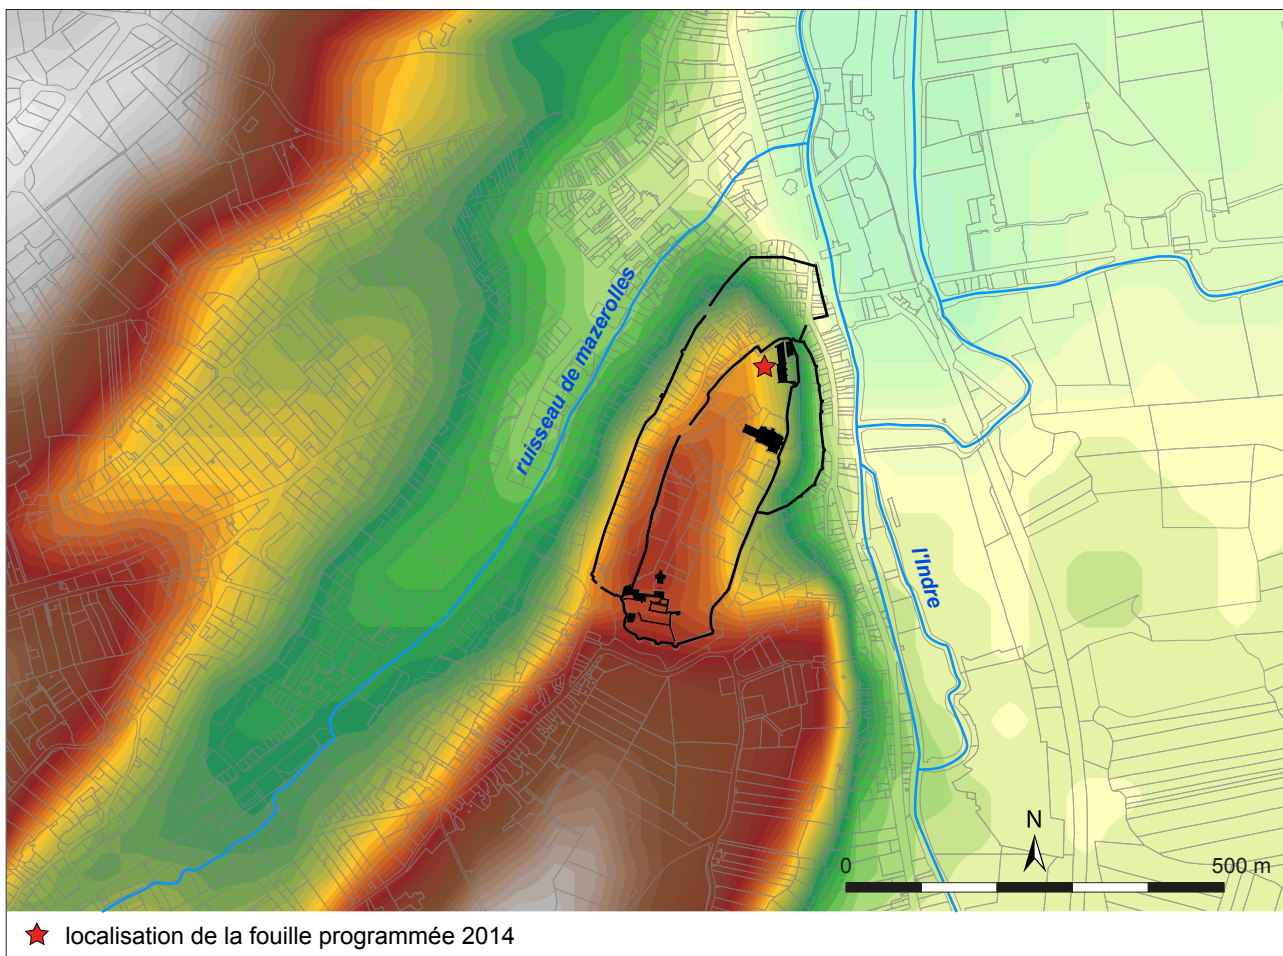 ruisseau de mazerolles
l'Indre
N
0 500 m
localisation de la fouille programmée 2014